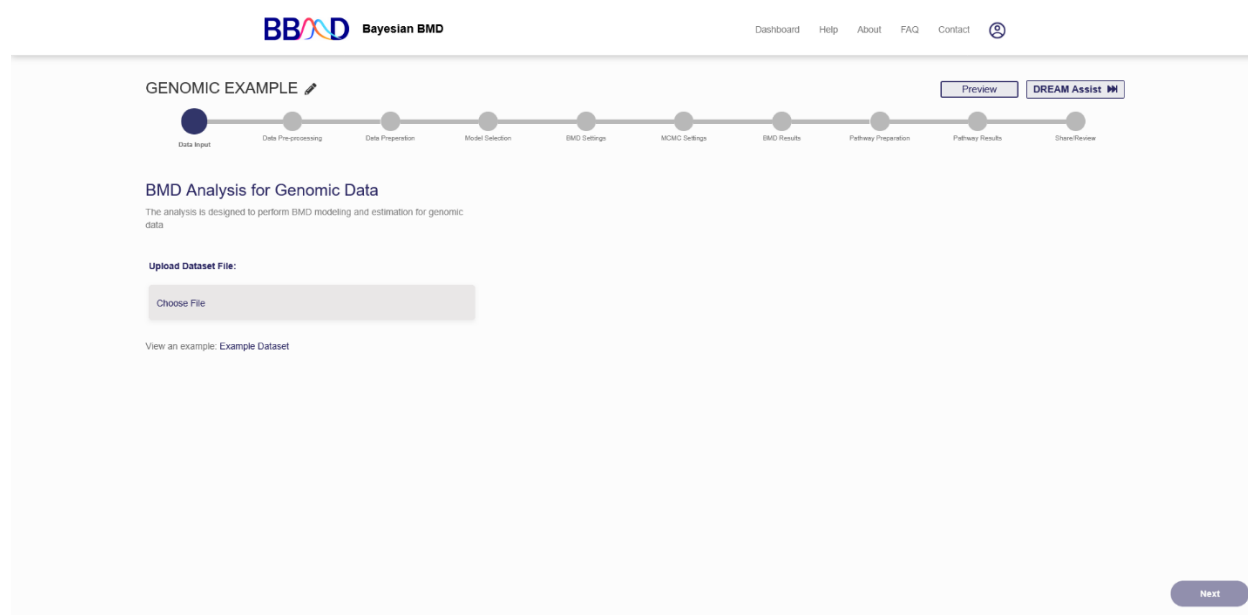 BBMD Bayesian BMD
Dashboard Help About FAQ Contact
GENOMIC EXAMPLE
Preview DREAM Assist
Data Input Data Pre-processing Data Preperation Model Selection BMD Settings MCMC Settings BMD Results Pathway Preparation Pathway Results Share/Review
BMD Analysis for Genomic Data
The analysis is designed to perform BMD modeling and estimation for genomic
data
Upload Dataset File:
Choose File
View an example: Example Dataset
Next